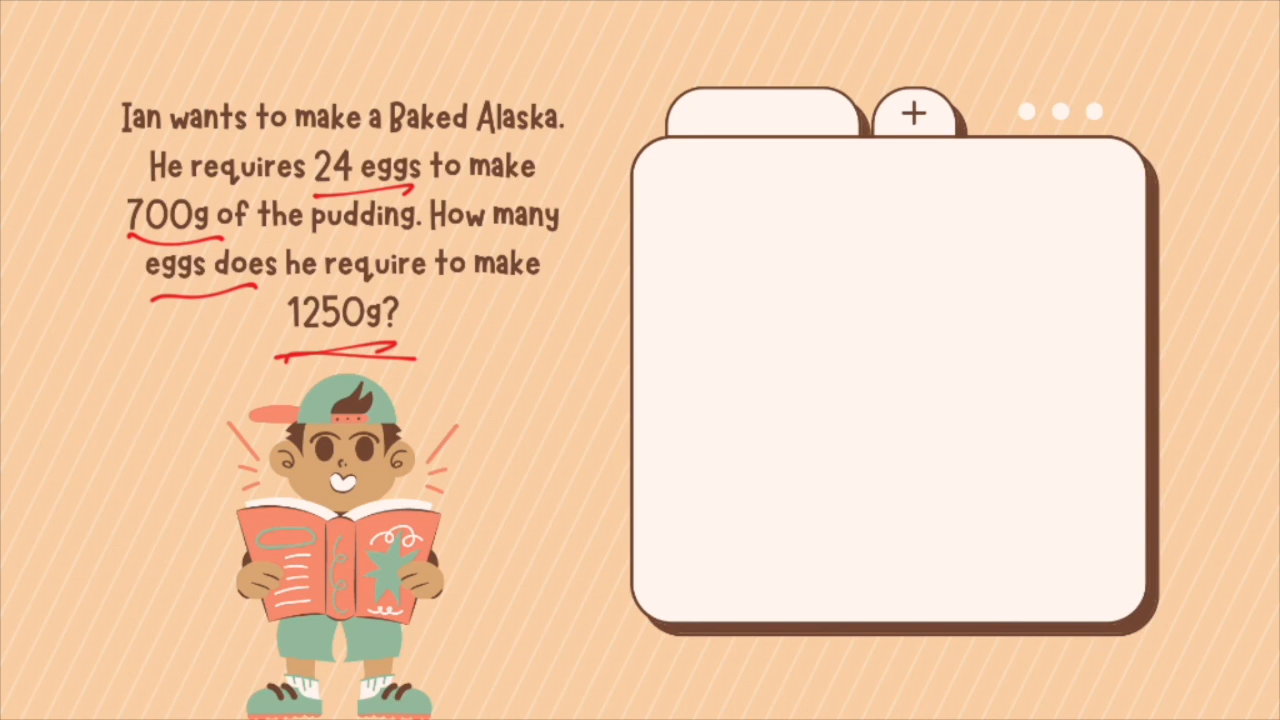 Ian wants to make a Baked Alaska.
He requires 24 eggs to make
700g of the pudding. How many
eggs does he require to make
1250g?
+